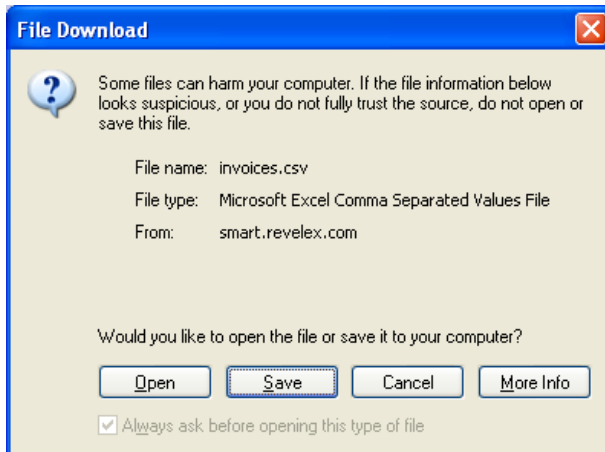 File Download
Some files can harm your computer. If the file information below
looks suspicious, or you do not fully trust the source, do not open or
save this file.
File name: invoices.csv
File type: Microsoft Excel Comma Separated Values File
From: smart.revelex.com
Would you like to open the file or save it to your computer?
Open Save Cancel More Info
Always ask before opening this type of file